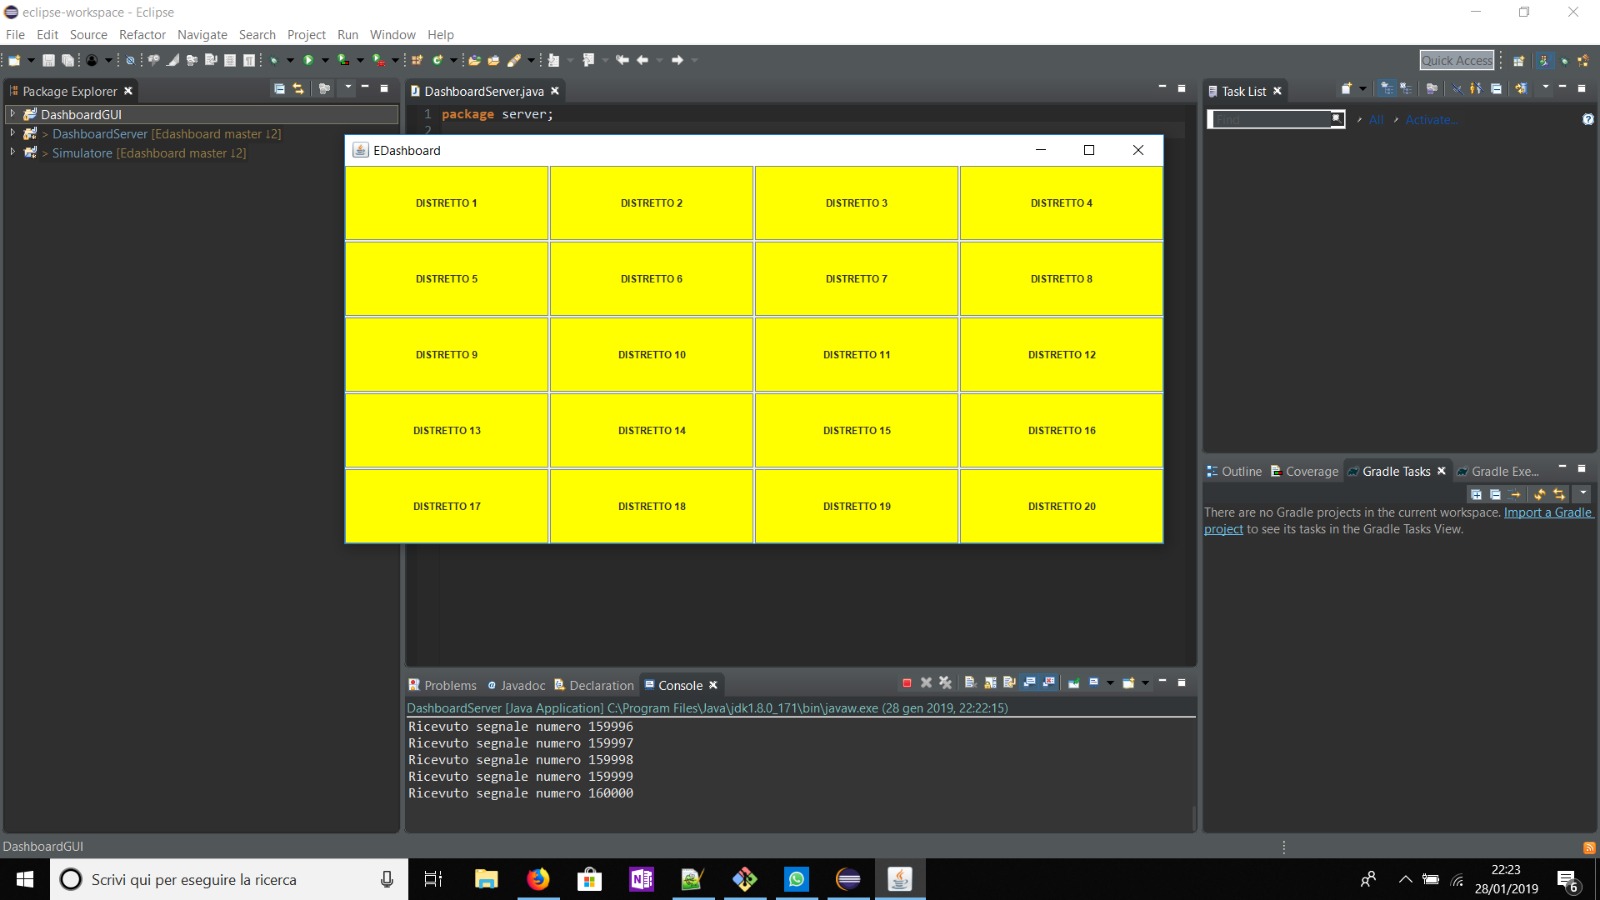 eclipse-workspace - Eclipse
File Edit Source Refactor Navigate Search Project Run Window Help
Quick Access
Package Explorer
DashboardServer.java
Task List
DashboardGUI
> DashboardServer [Edashboard master ↓2]
> Simulatore [Edashboard master ↓2]
1 package server;
2
Find
All
Activate...
EDashboard
DISTRETTO 1
DISTRETTO 2
DISTRETTO 3
DISTRETTO 4
DISTRETTO 5
DISTRETTO 6
DISTRETTO 7
DISTRETTO 8
DISTRETTO 9
DISTRETTO 10
DISTRETTO 11
DISTRETTO 12
DISTRETTO 13
DISTRETTO 14
DISTRETTO 15
DISTRETTO 16
DISTRETTO 17
DISTRETTO 18
DISTRETTO 19
DISTRETTO 20
Outline Coverage Gradle Tasks Gradle Exe...
There are no Gradle projects in the current workspace. Import a Gradle
project to see its tasks in the Gradle Tasks View.
Problems Javadoc Declaration Console
DashboardServer [Java Application] C:\Program Files\Java\jdk1.8.0_171\bin\javaw.exe (28 gen 2019, 22:22:15)
Ricevuto segnale numero 159996
Ricevuto segnale numero 159997
Ricevuto segnale numero 159998
Ricevuto segnale numero 159999
Ricevuto segnale numero 160000
DashboardGUI
Scrivi qui per eseguire la ricerca
22:23
28/01/2019
6